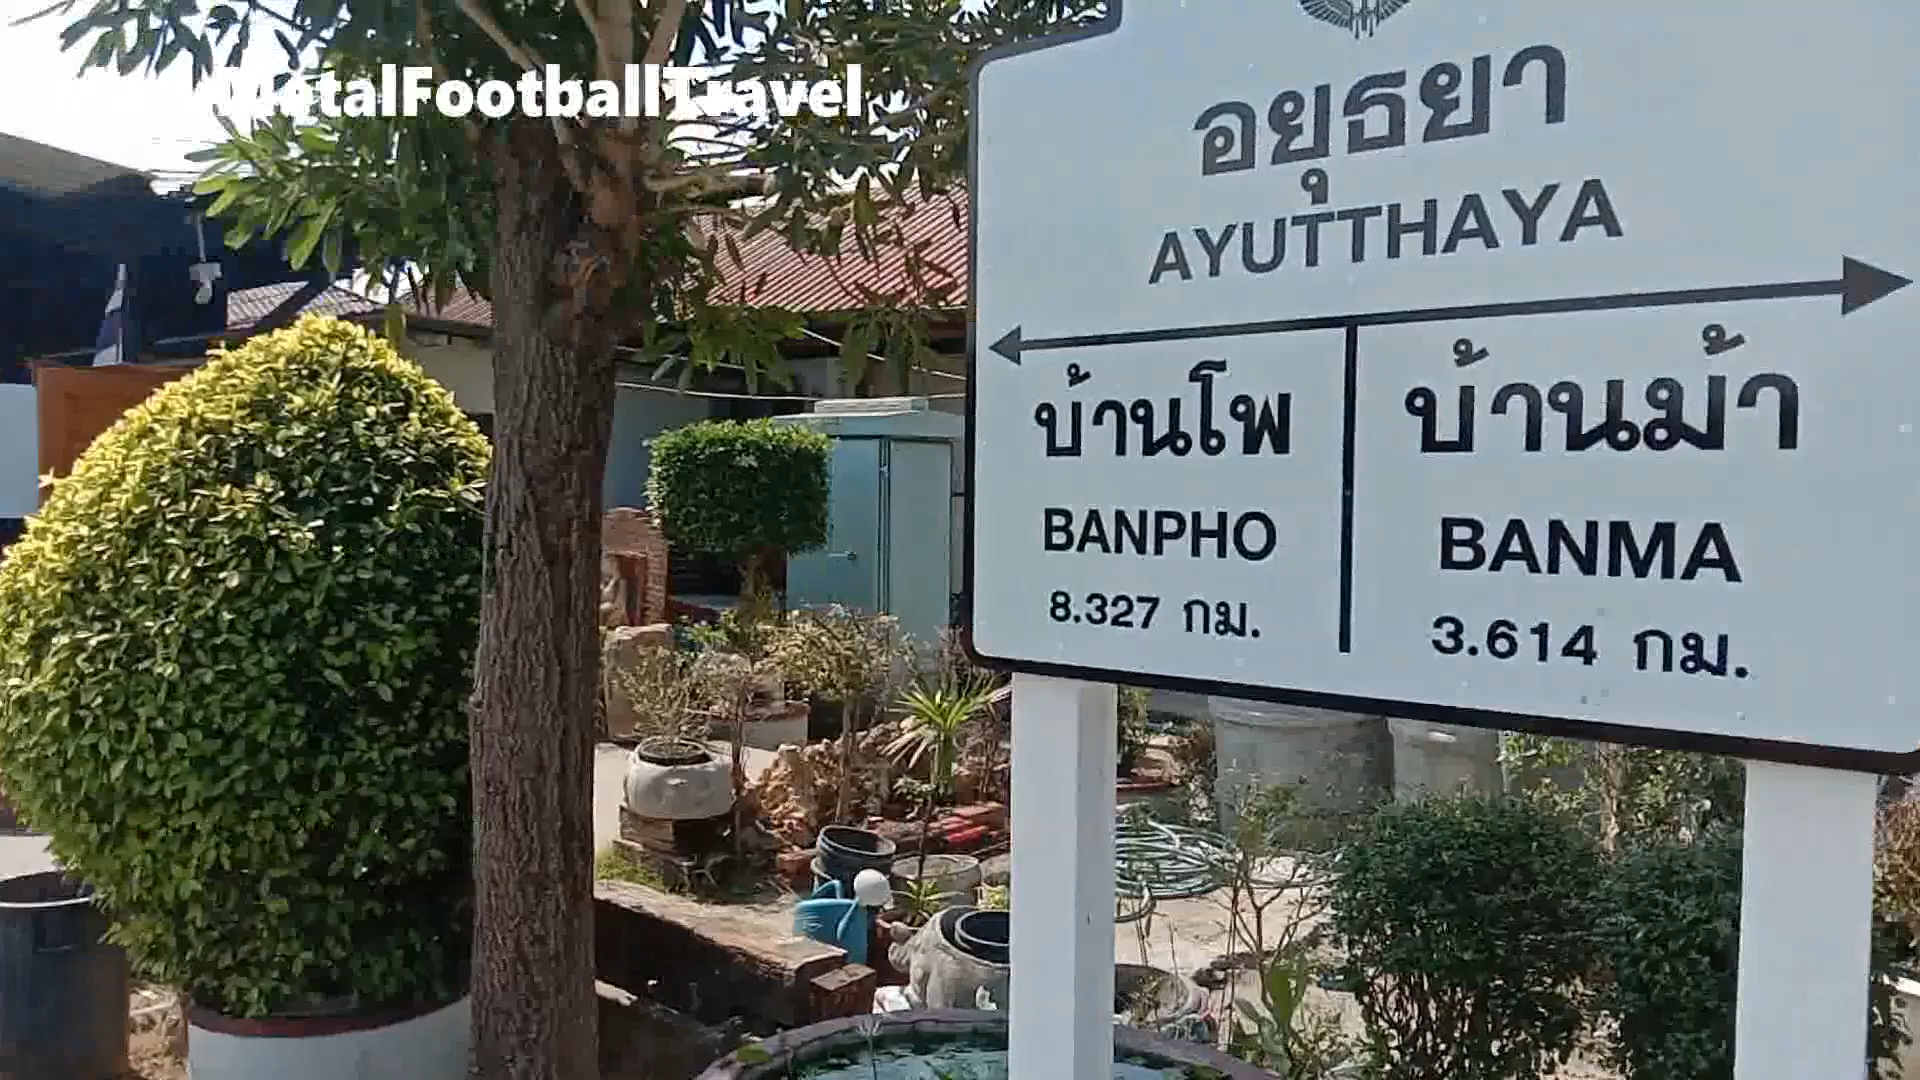 MetalFootballTravel
อยุธยา
AYUTTHAYA
บ้านโพ
BANPHO
8.327 กม.
บ้านม้า
BANMA
3.614 กม.